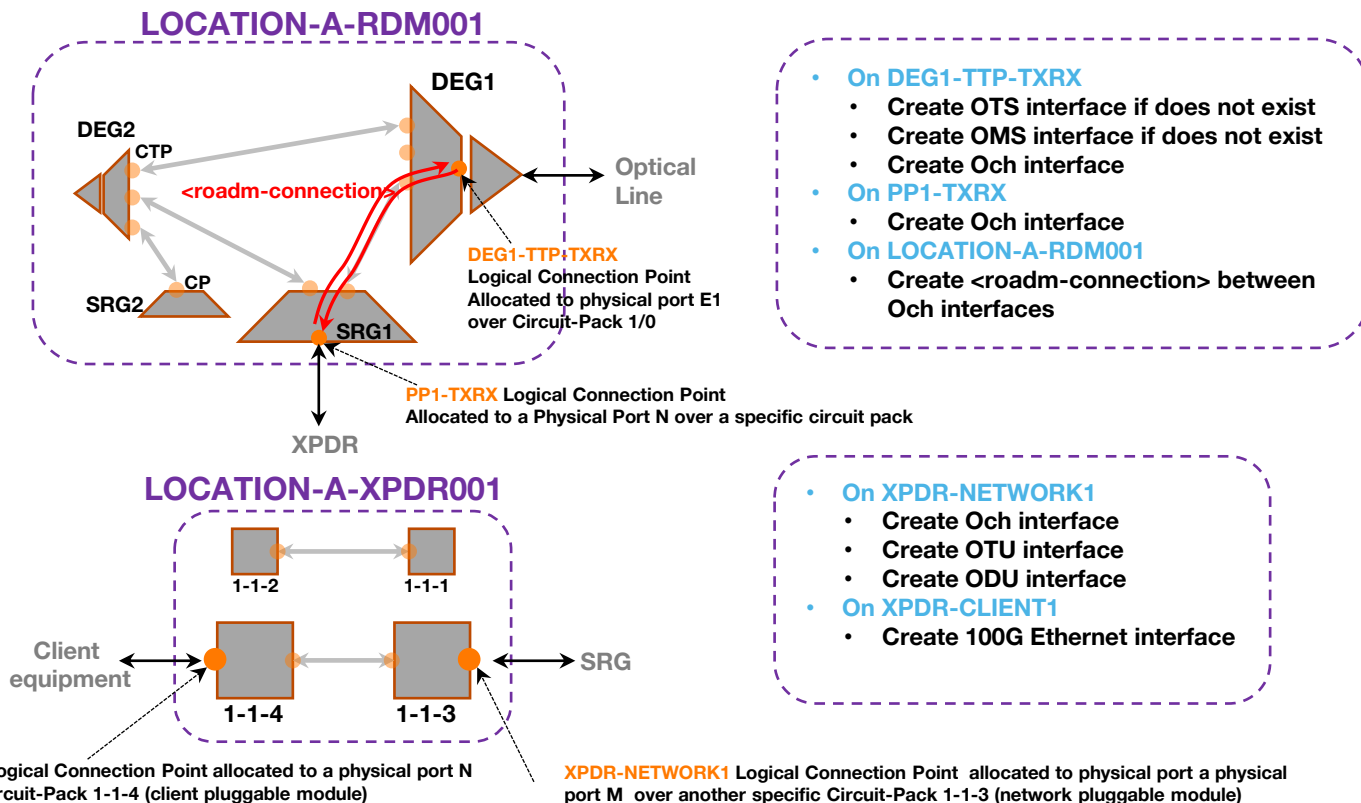 LOCATION-A-RDM001
DEG1
DEG2
CTP
<roadm-connection>
Optical
Line
DEG1-TTP-TXRX
Logical Connection Point
Allocated to physical port E1
over Circuit-Pack 1/0
CP
SRG2
SRG1
PP1-TXRX Logical Connection Point
Allocated to a Physical Port N over a specific circuit pack
XPDR
• On DEG1-TTP-TXRX
• Create OTS interface if does not exist
• Create OMS interface if does not exist
• Create Och interface
• On PP1-TXRX
• Create Och interface
• On LOCATION-A-RDM001
• Create <roadm-connection> between
Och interfaces
LOCATION-A-XPDR001
1-1-2
1-1-1
Client
equipment
SRG
1-1-4
1-1-3
ogical Connection Point allocated to a physical port N
rcuit-Pack 1-1-4 (client pluggable module)
XPDR-NETWORK1 Logical Connection Point allocated to physical port a physical
port M over another specific Circuit-Pack 1-1-3 (network pluggable module)
• On XPDR-NETWORK1
• Create Och interface
• Create OTU interface
• Create ODU interface
• On XPDR-CLIENT1
• Create 100G Ethernet interface